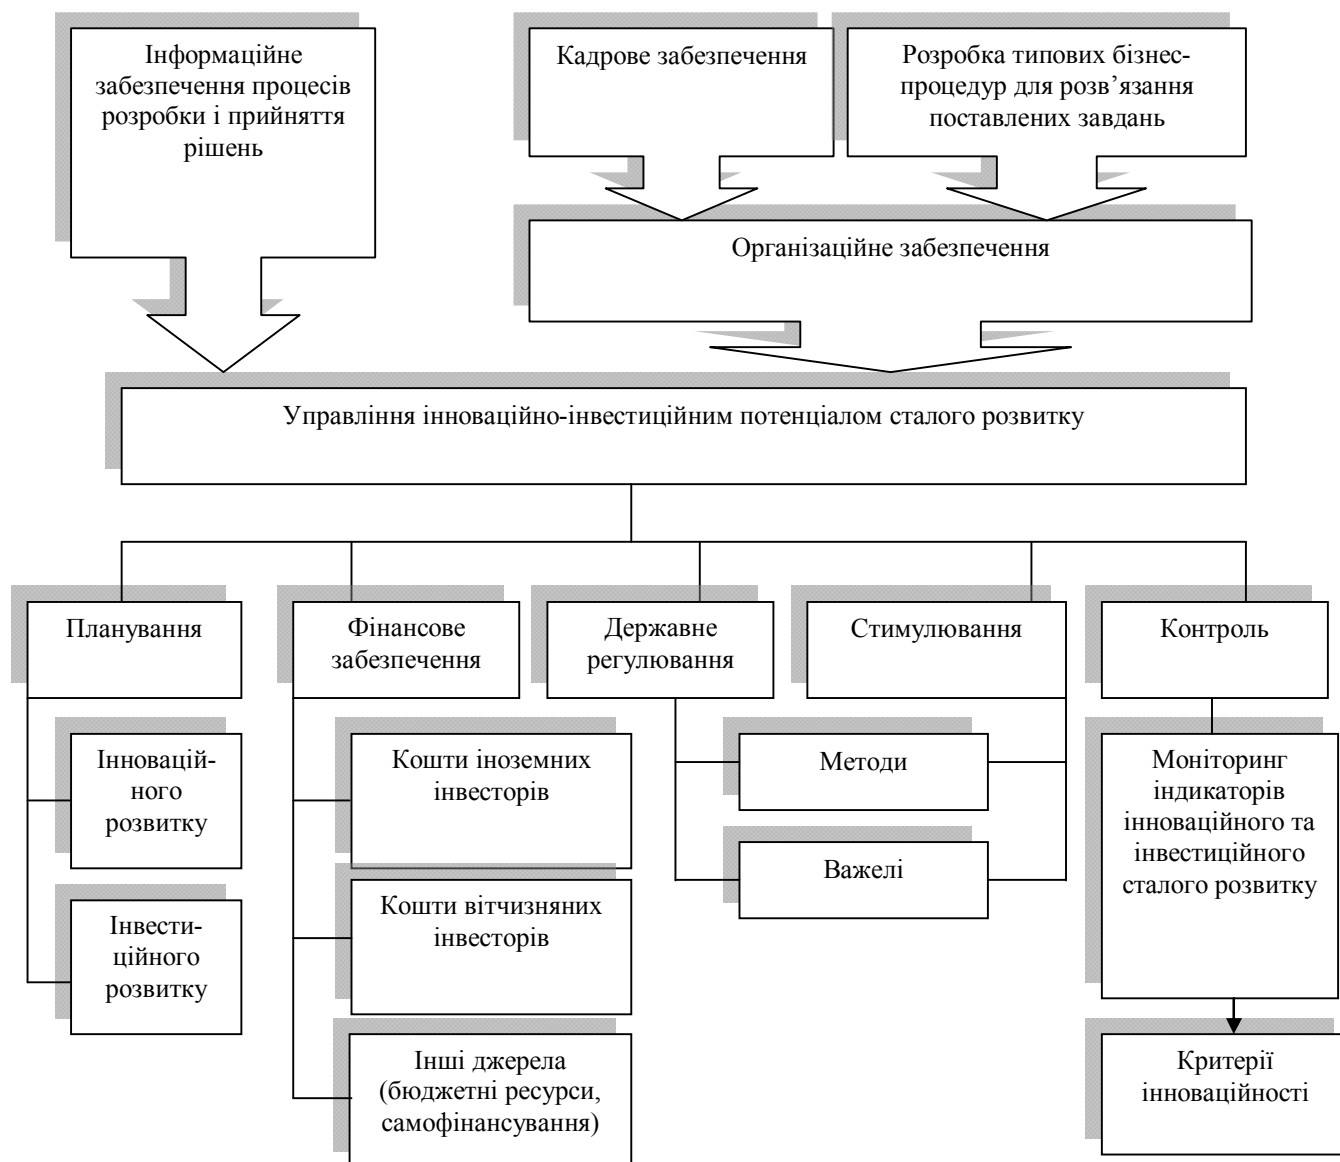 Інформаційне
забезпечення процесів
розробки і прийняття
рішень
Кадрове забезпечення
Розробка типових бізнес-
процедур для розв’язання
поставлених завдань
Організаційне забезпечення
Управління інноваційно-інвестиційним потенціалом сталого розвитку
Планування
Фінансове
забезпечення
Державне
регулювання
Стимулювання
Контроль
Інновацій-
ного
розвитку
Інвести-
ційного
розвитку
Кошти іноземних
інвесторів
Кошти вітчизняних
інвесторів
Інші джерела
(бюджетні ресурси,
самофінансування)
Методи
Важелі
Моніторинг
індикаторів
інноваційного та
інвестиційного
сталого розвитку
Критерії
інноваційності